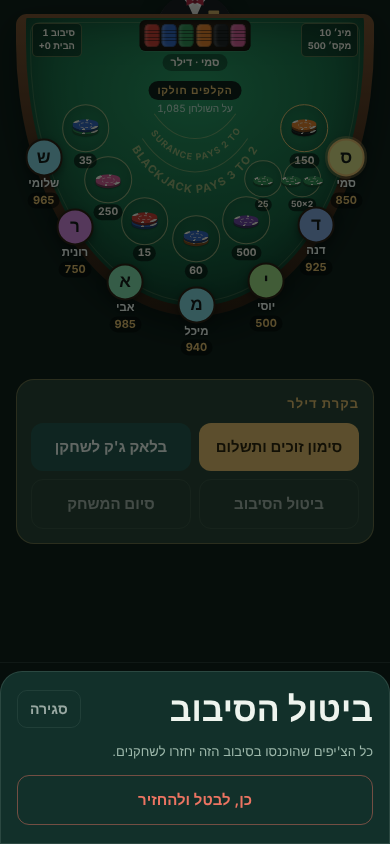 סיבוב 1
הבית 0+
מינ׳ 10
מקס׳ 500
סמי · דילר
הקלפים חולקו
על השולחן 1,085
SURANCE PAYS 2 TO
BLACKJACK PAYS 3 TO 2
35
150
ש
שלומי
965
250
25
50×2
ס
סמי
850
ר
רונית
750
15
60
500
ד
דנה
925
א
אבי
985
מ
מיכל
940
י
יוסי
500
בקרת דילר
סימון זוכים ותשלום
בלאק ג'ק לשחקן
ביטול הסיבוב
סיום המשחק
ביטול הסיבוב
סגירה
כל הצ'יפים שהוכנסו בסיבוב הזה יחזרו לשחקנים.
כן, לבטל ולהחזיר